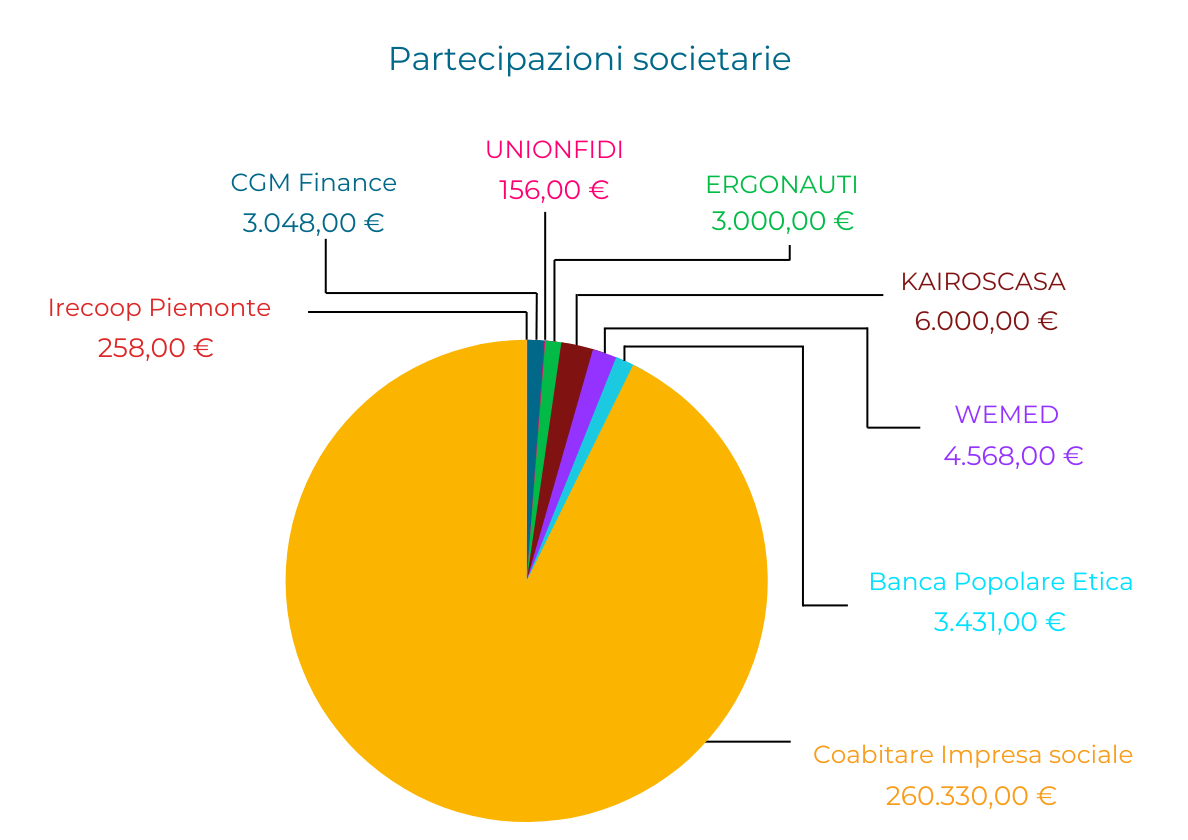 Partecipazioni societarie
UNIONFIDI
156,00 €
CGM Finance
3.048,00 €
ERGONAUTI
3.000,00 €
Irecoop Piemonte
258,00 €
KAIROSCASA
6.000,00 €
WEMED
4.568,00 €
Banca Popolare Etica
3.431,00 €
Coabitare Impresa sociale
260.330,00 €